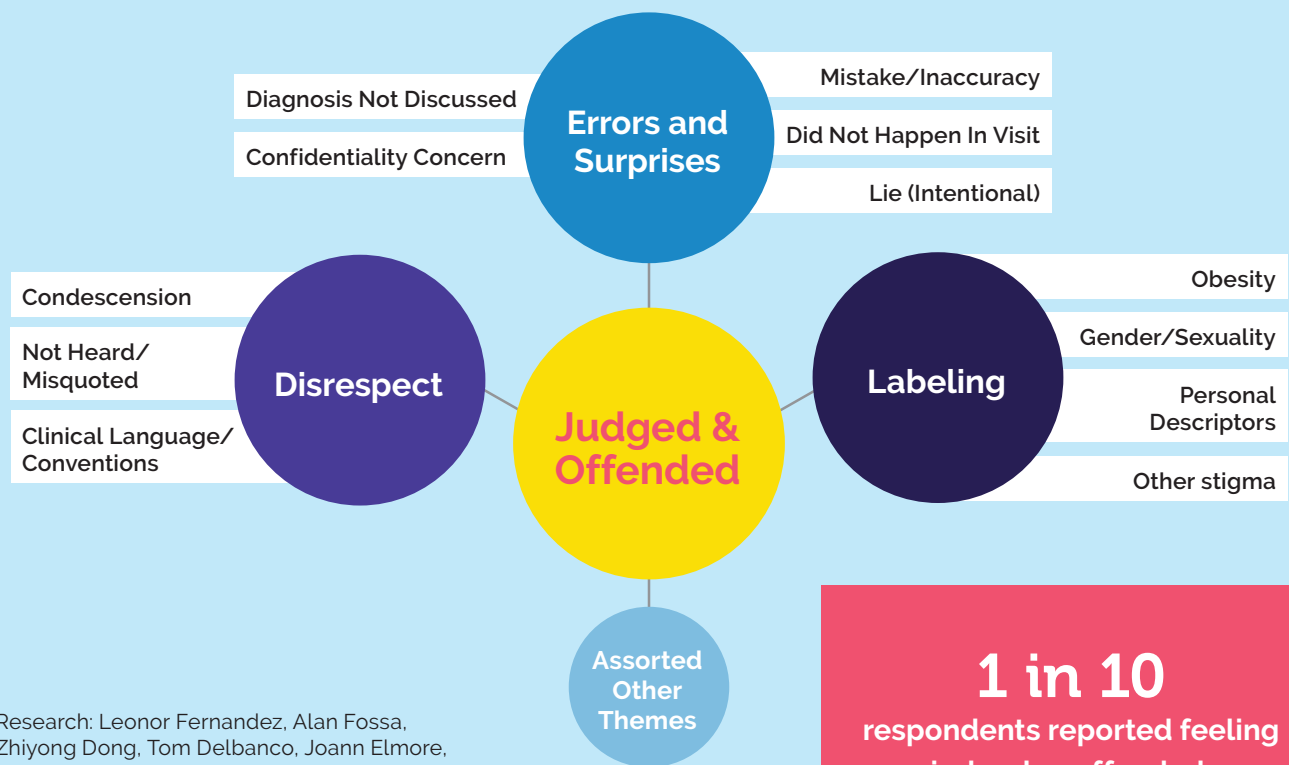 Diagnosis Not Discussed
Confidentiality Concern
Errors and
Surprises
Mistake/Inaccuracy
Did Not Happen In Visit
Lie (Intentional)
Condescension
Not Heard/
Misquoted
Clinical Language/
Conventions
Disrespect
Judged &
Offended
Labeling
Obesity
Gender/Sexuality
Personal
Descriptors
Other stigma
Assorted
Other
Themes
Research: Leonor Fernandez, Alan Fossa,
Zhiyong Dong, Tom Delbanco, Joann Elmore,
1 in 10
respondents reported feeling